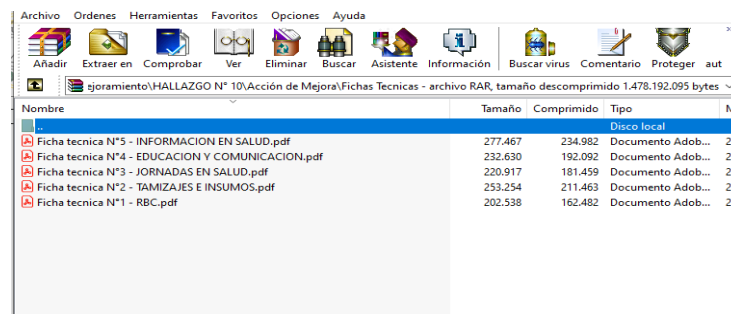 Archivo Ordenes Herramientas Favoritos Opciones Ayuda
Añadir Extraer en Comprobar Ver Eliminar Buscar Asistente Información Buscar virus Comentario Proteger aut
ejoramiento\HALLAZGO N° 10\Acción de Mejora\Fichas Tecnicas - archivo RAR, tamaño descomprimido 1.478.192.095 bytes
Nombre Tamaño Comprimido Tipo
.. Disco local
Ficha tecnica N°5 - INFORMACION EN SALUD.pdf 277.467 234.982 Documento Adob... 2
Ficha tecnica N°4 - EDUCACION Y COMUNICACION.pdf 232.630 192.092 Documento Adob... 2
Ficha tecnica N°3 - JORNADAS EN SALUD.pdf 220.917 181.459 Documento Adob... 2
Ficha tecnica N°2 - TAMIZAJES E INSUMOS.pdf 253.254 211.463 Documento Adob... 2
Ficha tecnica N°1 - RBC.pdf 202.538 162.482 Documento Adob... 2